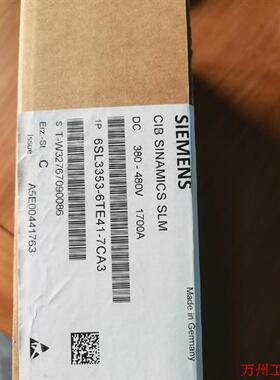 SIEMENS
Made in Germany
CIB SINAMICS SLM
DC 380 - 480V 1700A
1P 6SL3353-6TE41-7CA3
S T-W32767090086
Erz.-St. C
Issue
A5E00441763
万州工